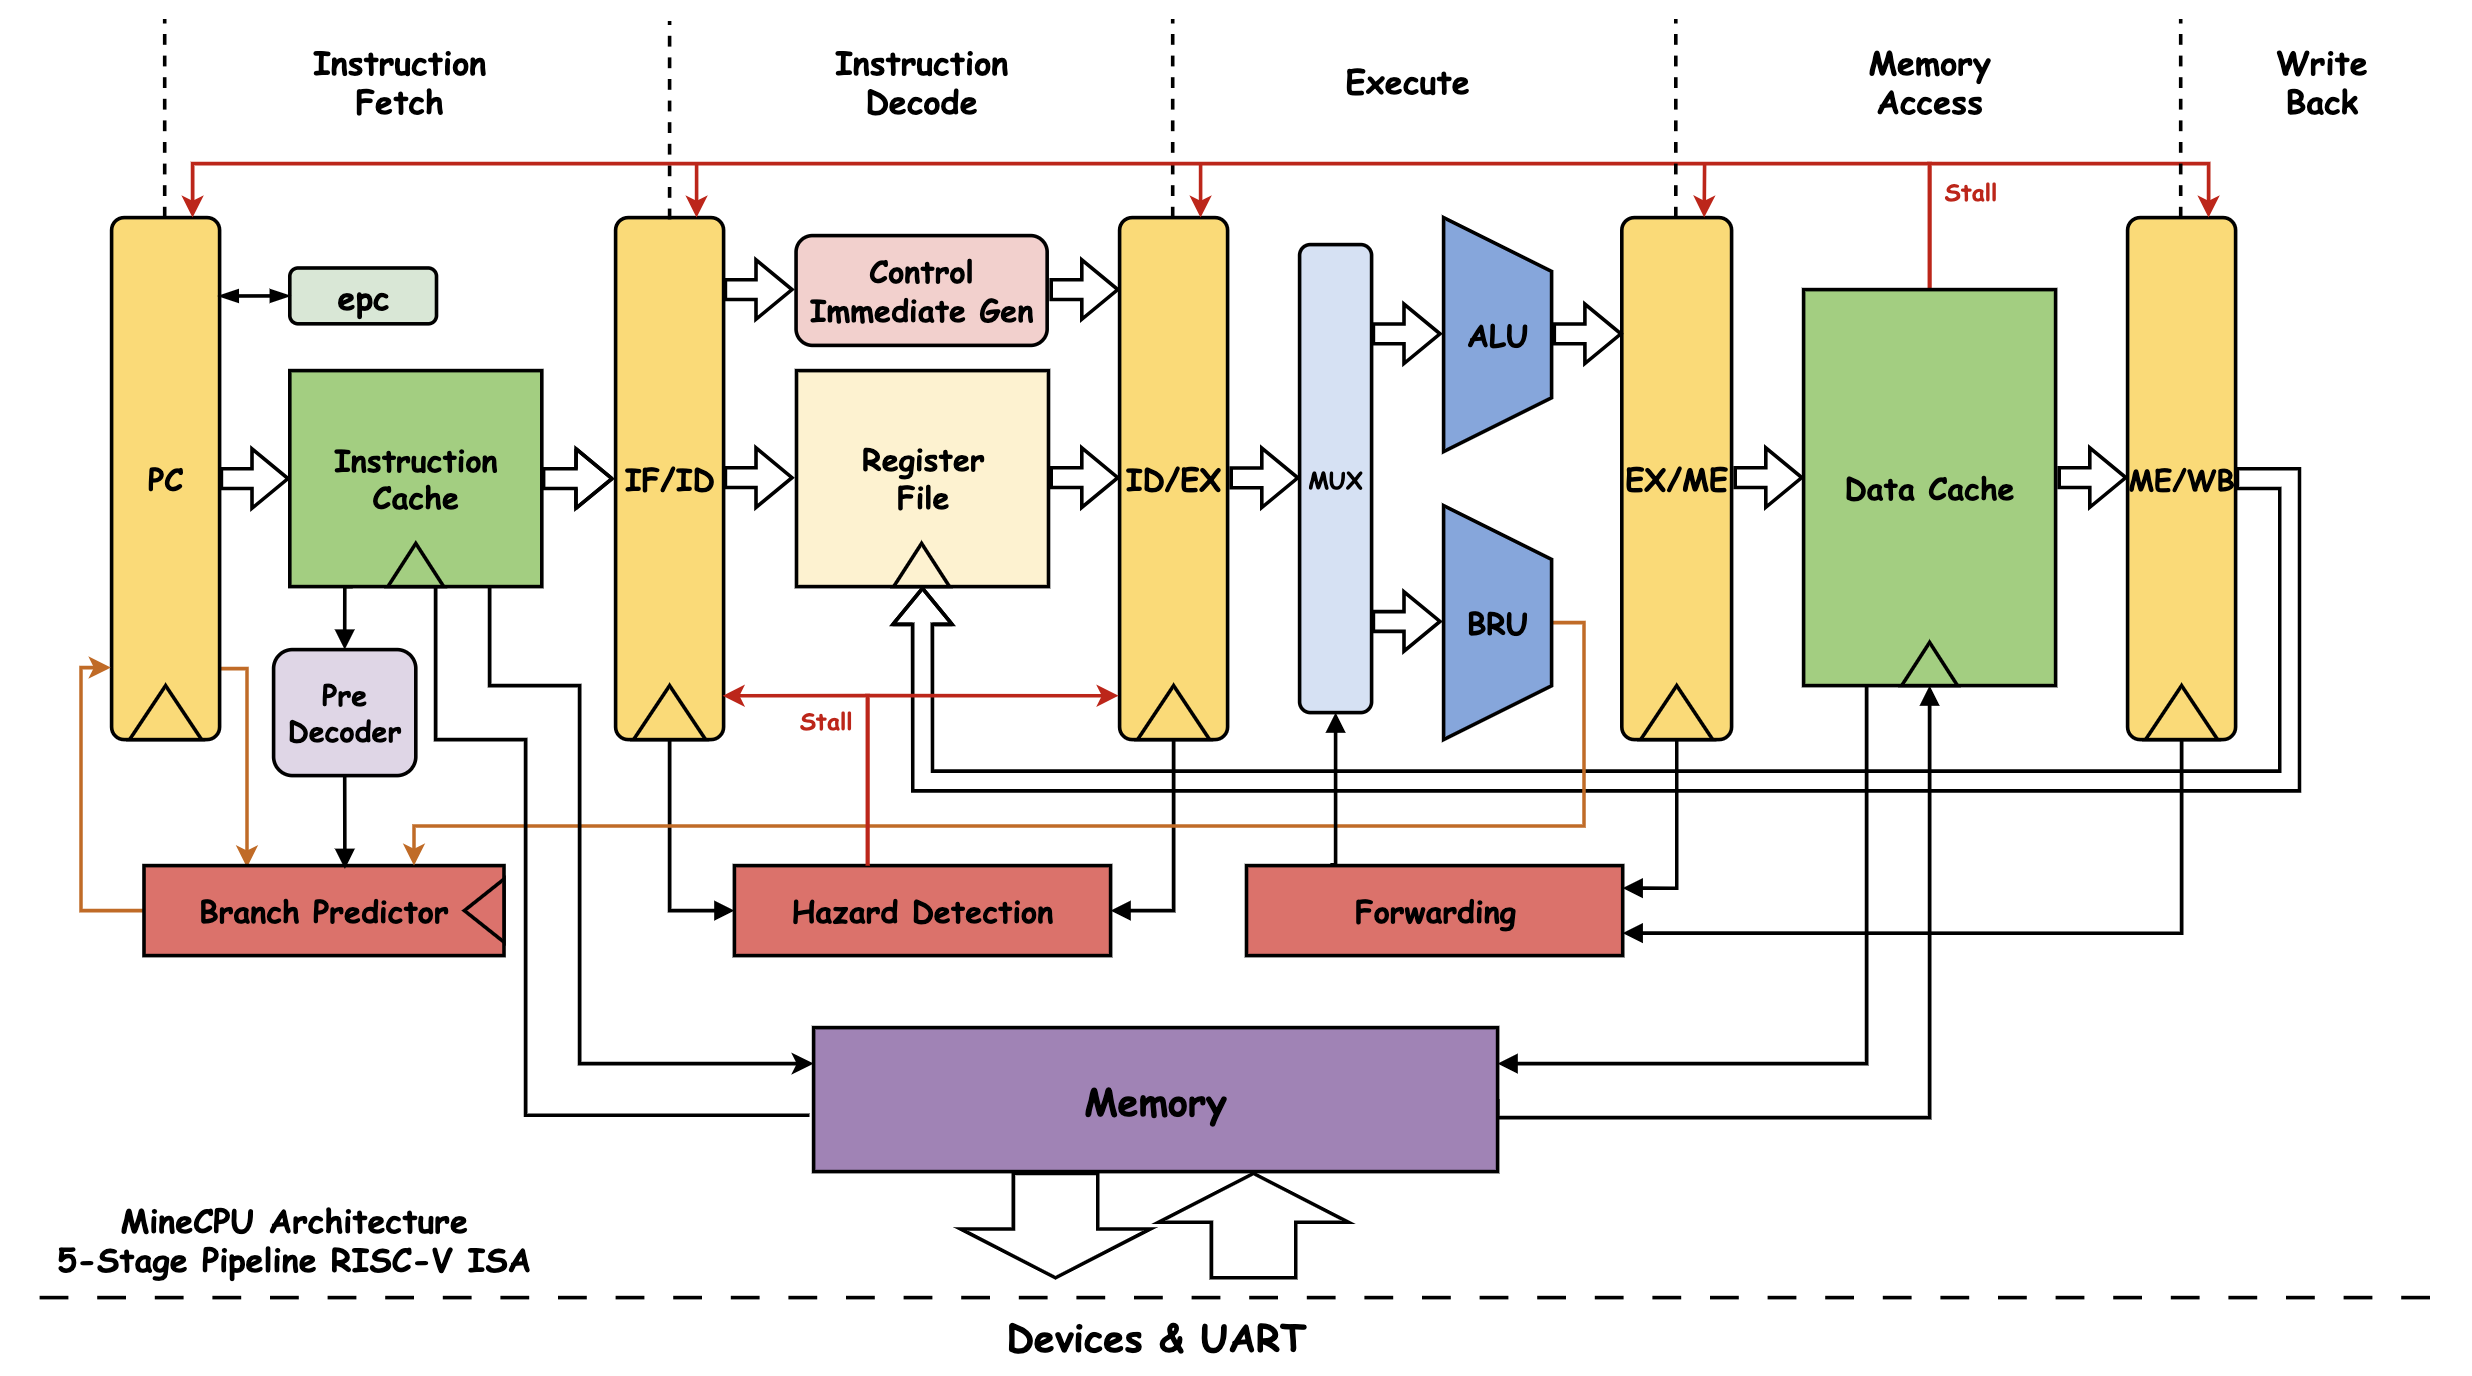 Instruction
Fetch
Instruction
Decode
Execute
Memory
Access
Write
Back
Stall
epc
Control
Immediate Gen
ALU
PC
Instruction
Cache
IF/ID
Register
File
ID/EX
MUX
EX/ME
Data Cache
ME/WB
BRU
Pre
Decoder
Stall
Branch Predictor
Hazard Detection
Forwarding
Memory
MineCPU Architecture
5-Stage Pipeline RISC-V ISA
Devices & UART